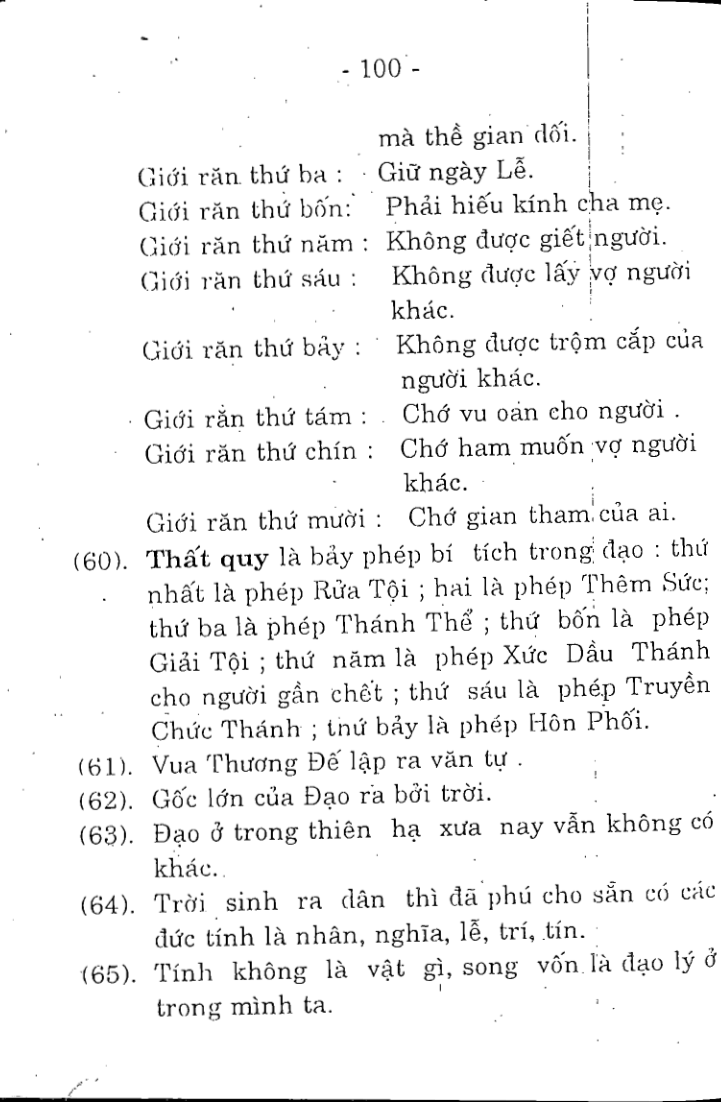 - 100 -
mà thề gian dối.
Giới răn thứ ba : Giữ ngày Lễ.
Giới răn thứ bốn: Phải hiếu kính cha mẹ.
Giới răn thứ năm : Không được giết người.
Giới răn thứ sáu : Không được lấy vợ người
khác.
Giới răn thứ bảy : Không được trộm cắp của
người khác.
Giới răn thứ tám : Chớ vu oan cho người .
Giới răn thứ chín : Chớ ham muốn vợ người
khác.
Giới răn thứ mười : Chớ gian tham của ai.
(60). Thất quy là bảy phép bí tích trong đạo : thứ
nhất là phép Rửa Tội ; hai là phép Thêm Sức;
thứ ba là phép Thánh Thể ; thứ bốn là phép
Giải Tội ; thứ năm là phép Xức Dầu Thánh
cho người gần chết ; thứ sáu là phép Truyền
Chức Thánh ; thứ bảy là phép Hôn Phối.
(61). Vua Thương Đế lập ra văn tự .
(62). Gốc lớn của Đạo ra bởi trời.
(63). Đạo ở trong thiên hạ xưa nay vẫn không có
khác.
(64). Trời sinh ra dân thì đã phú cho sẵn có các
đức tính là nhân, nghĩa, lễ, trí, tín.
(65). Tính không là vật gì, song vốn là đạo lý ở
trong mình ta.